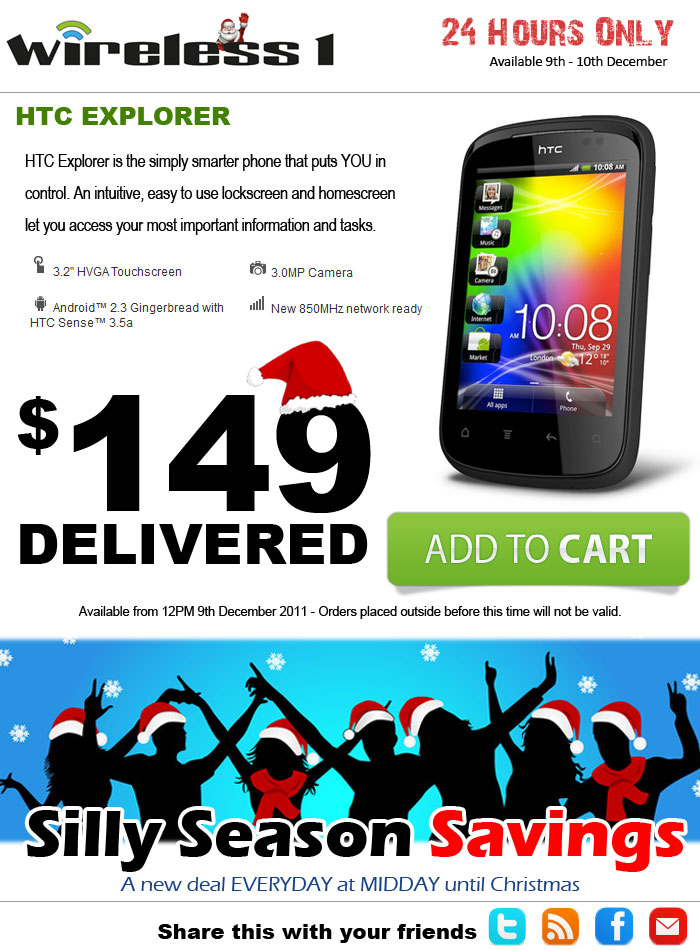 wireless 1
24 HOURS ONLY
Available 9th - 10th December
HTC EXPLORER
HTC Explorer is the simply smarter phone that puts YOU in
control. An intuitive, easy to use lockscreen and homescreen
let you access your most important information and tasks.
3.2" HVGA Touchscreen
3.0MP Camera
Android™ 2.3 Gingerbread with
HTC Sense™ 3.5a
New 850MHz network ready
hTC
10:08 AM
Messages
Music
Camera
Internet
Market
AM 10:08
Thu, Sep 29
London
12° 18°
10°
All apps
Phone
$149
DELIVERED
ADD TO CART
Available from 12PM 9th December 2011 - Orders placed outside before this time will not be valid.
Silly Season Savings
A new deal EVERYDAY at MIDDAY until Christmas
Share this with your friends